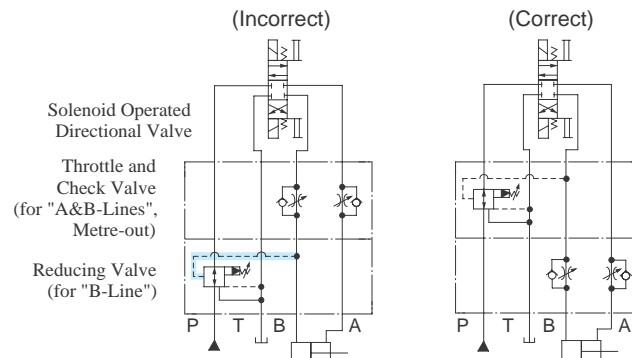 (Incorrect)
(Correct)
Solenoid Operated
Directional Valve
Throttle and
Check Valve
(for "A&B-Lines",
Metre-out)
Reducing Valve
(for "B-Line")
P T B A
P T B A